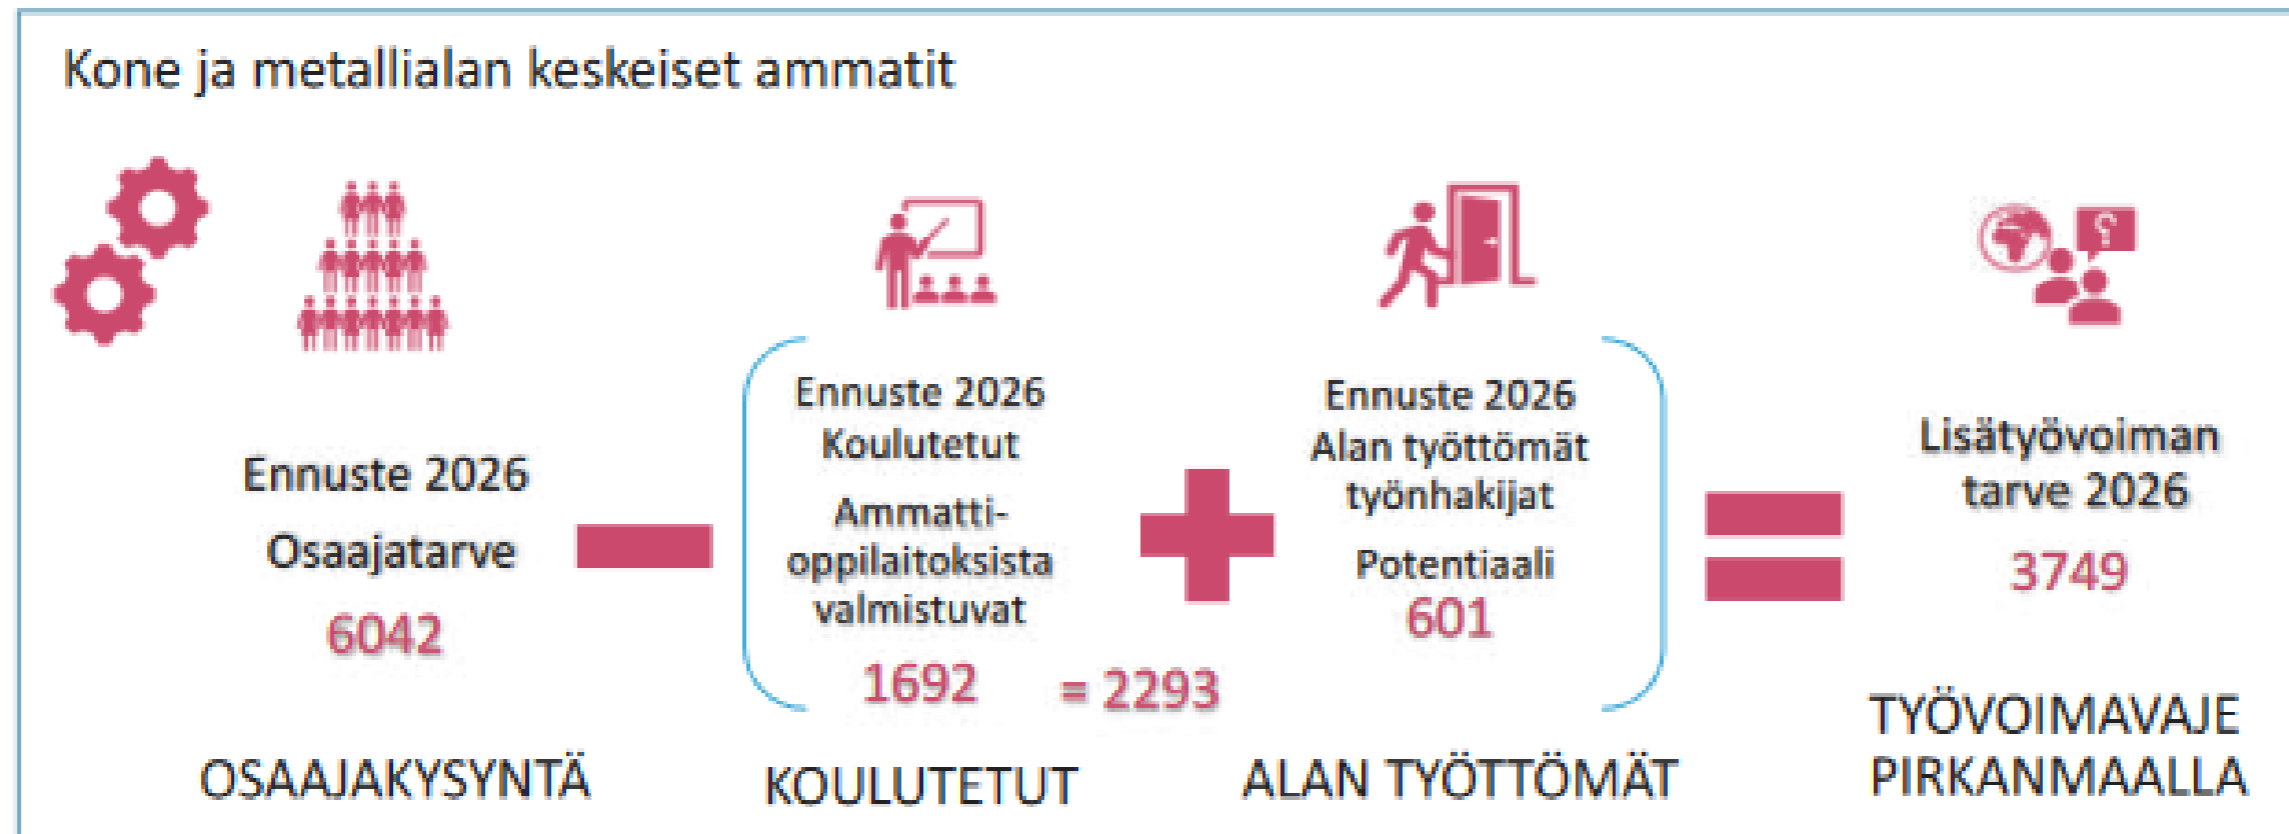 Kone ja metallialan keskeiset ammatit
Ennuste 2026
Osaajatarve
6042
OSAAJAKYSYNTÄ
Ennuste 2026
Koulutetut
Ammatti-
oppilaitoksista
valmistuvat
1692
= 2293
KOULUTETUT
Ennuste 2026
Alan työttömät
työnhakijat
Potentiaali
601
ALAN TYÖTTÖMÄT
?
Lisätyövoiman
tarve 2026
3749
TYÖVOIMAVAJE
PIRKANMAALLA